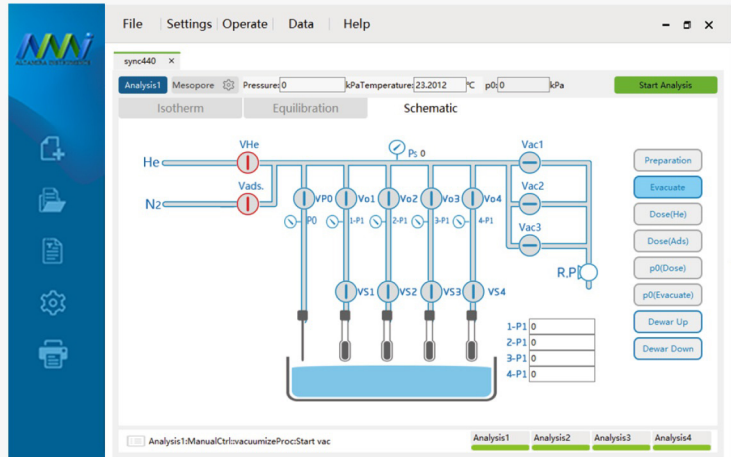 File Settings Operate Data Help
AMI
ALTAMIRA INSTRUMENTS
sync440 ×
Analysis1 Mesopore Pressure:0 kPaTemperature:23.2012 ℃ p0:0 kPa Start Analysis
Isotherm Equilibration Schematic
VHe Ps 0 Vac1
He
Preparation
Vads. Vac2
Evacuate
N2 VP0 Vo1 Vo2 Vo3 Vo4
P0 1-P1 2-P1 3-P1 4-P1
Dose(He)
Vac3
Dose(Ads)
R.P
p0(Dose)
VS1 VS2 VS3 VS4
p0(Evacuate)
1-P1 0
Dewar Up
2-P1 0
Dewar Down
3-P1 0
4-P1 0
Analysis1:ManualCtrl::vacuumizeProc:Start vac
Analysis1 Analysis2 Analysis3 Analysis4